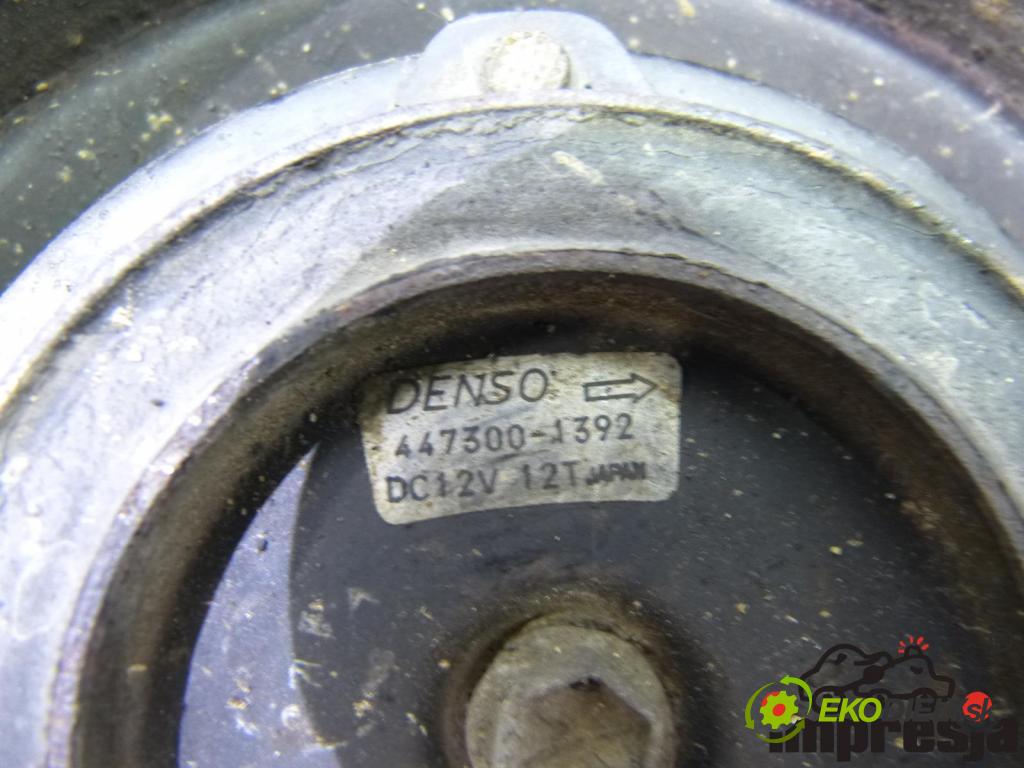 DENSO
447300-1392
DC12V 12T JAPAN
EKO
impresja